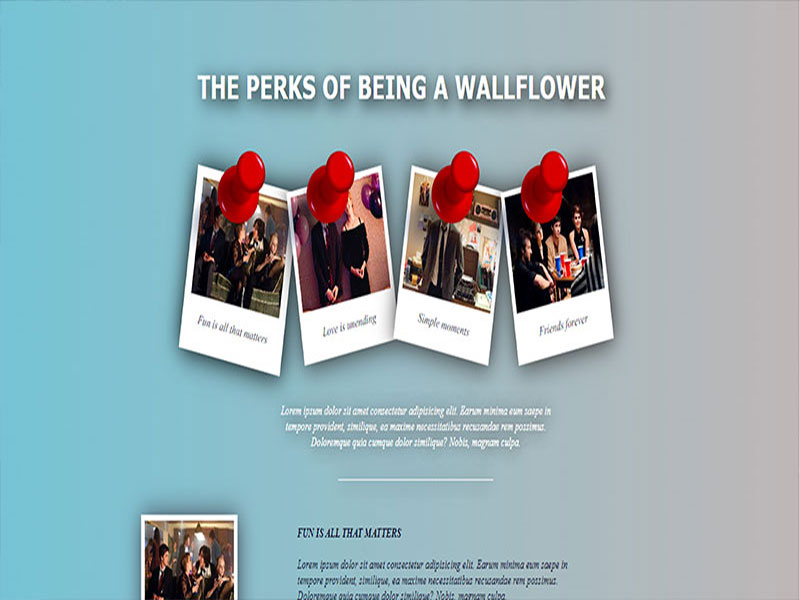 THE PERKS OF BEING A WALLFLOWER
Fun is all that matters
Love is unending
Simple moments
Friends forever
Lorem ipsum dolor sit amet consectetur adipisicing elit. Earum minima eum saepe in
tempore provident, similique, ea maxime necessitatibus recusandae rem possimus.
Doloremque quia cumque dolor similique? Nobis, magnam culpa.
FUN IS ALL THAT MATTERS
Lorem ipsum dolor sit amet consectetur adipisicing elit. Earum minima eum saepe in
tempore provident, similique, ea maxime necessitatibus recusandae rem possimus.
Doloremque quia cumque dolor similique? Nobis, magnam culpa.